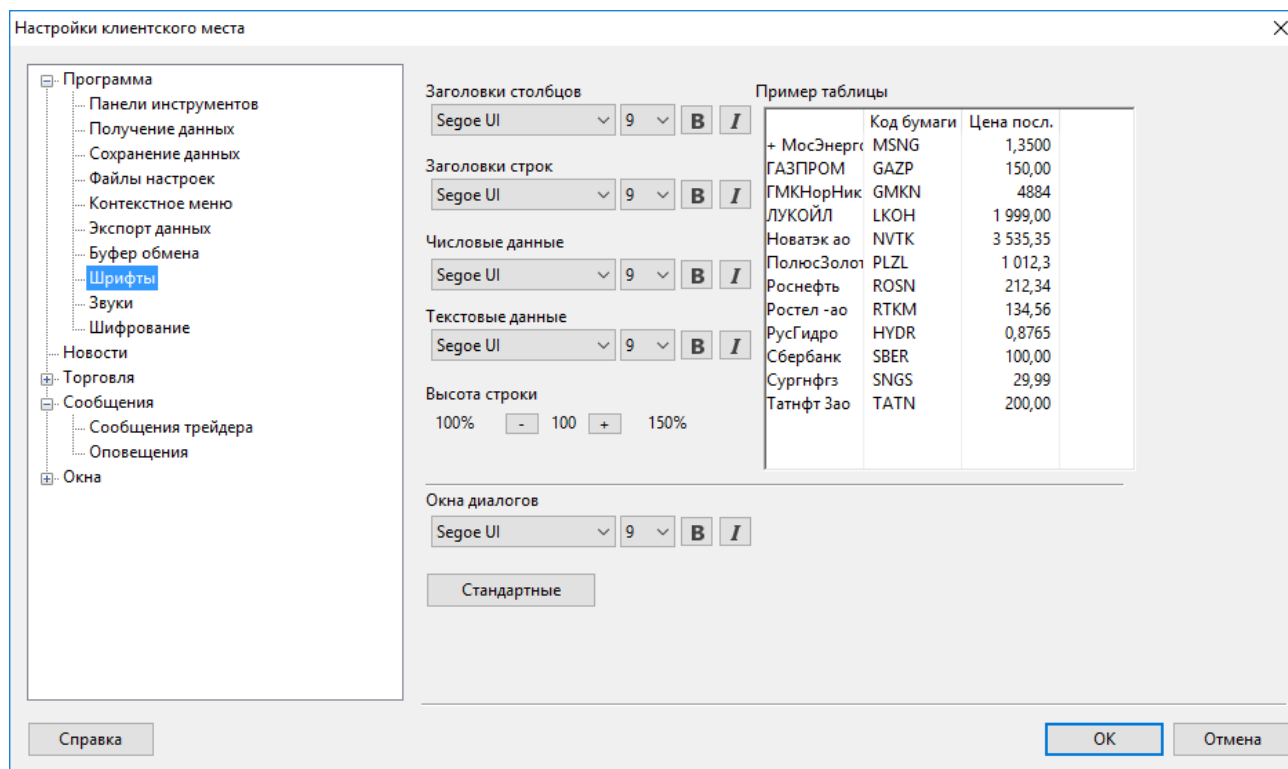 Настройки клиентского места
Программа
Панели инструментов
Получение данных
Сохранение данных
Файлы настроек
Контекстное меню
Экспорт данных
Буфер обмена
Шрифты
Звуки
Шифрование
Новости
Торговля
Сообщения
Сообщения трейдера
Оповещения
Окна
Заголовки столбцов
Segoe UI 9 B I
Заголовки строк
Segoe UI 9 B I
Числовые данные
Segoe UI 9 B I
Текстовые данные
Segoe UI 9 B I
Высота строки
100% - 100 + 150%
Пример таблицы
Код бумаги Цена посл.
+ МосЭнерго MSNG 1,3500
ГАЗПРОМ GAZP 150,00
ГМКНорНик GMKN 4884
ЛУКОЙЛ LKOH 1 999,00
Новатэк ао NVTK 3 535,35
ПолюсЗолот PLZL 1 012,3
Роснефть ROSN 212,34
Ростел -ао RTKM 134,56
РусГидро HYDR 0,8765
Сбербанк SBER 100,00
Сургнфгз SNGS 29,99
Татнфт 3ао TATN 200,00
Окна диалогов
Segoe UI 9 B I
Стандартные
Справка
OK
Отмена